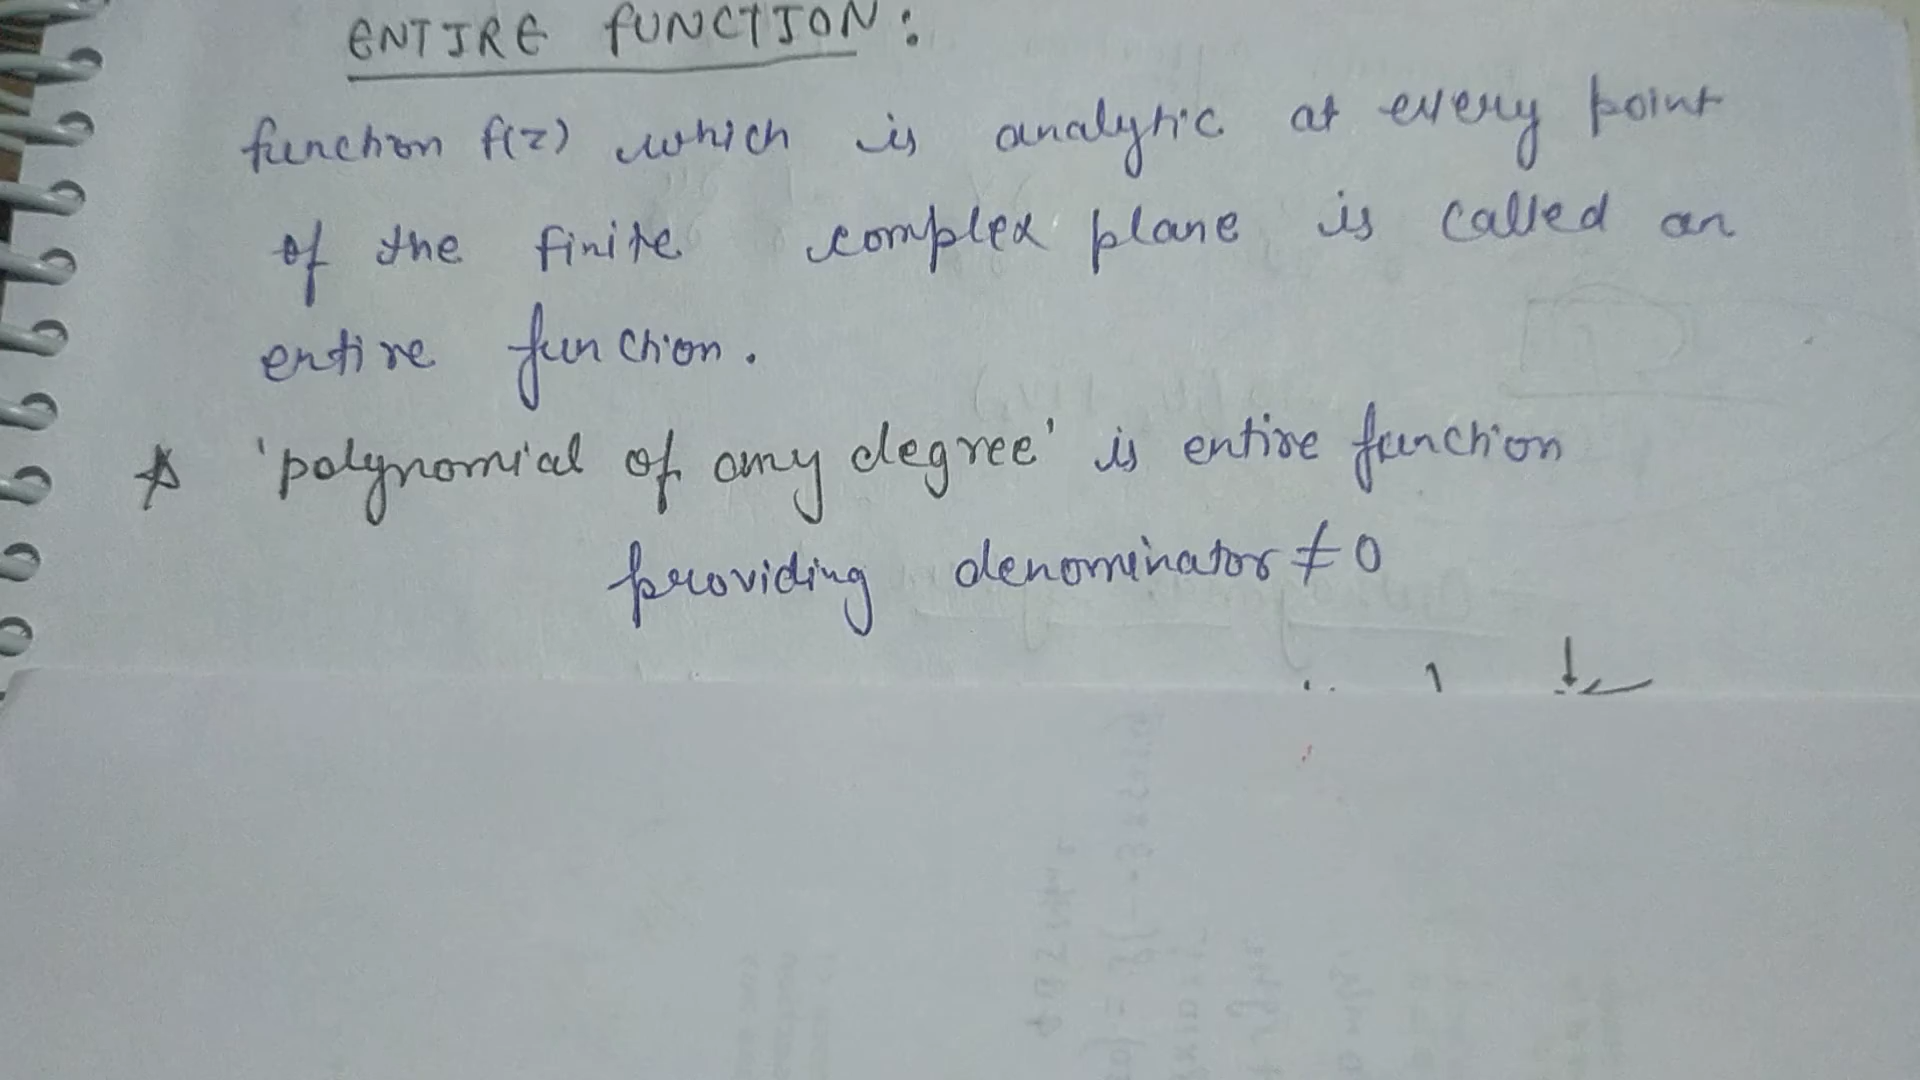 ENTIRE FUNCTION:
function f(z) which is analytic at every point
of the finite complex plane is called an
entire function.
☆ 'polynomial of any degree' is entire function
providing denominator ≠ 0